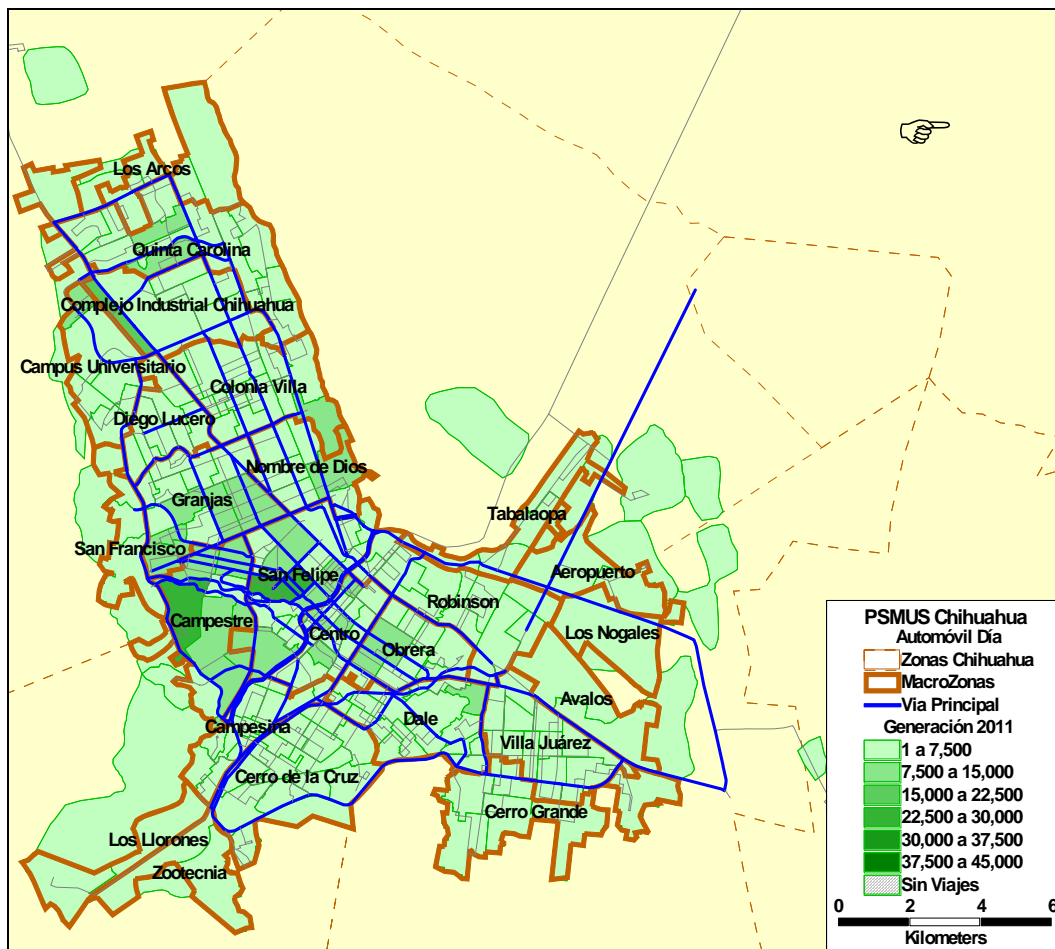 Los Arcos
Quinta Carolina
Complejo Industrial Chihuahua
Campus Universitario
Colonia Villa
Diego Lucero
Nombre de Dios
Granjas
Tabalaopa
San Francisco
San Felipe
Aeropuerto
Robinson
Campestre
Centro
Los Nogales
Obrera
Avalos
Campesina
Dale
Villa Juárez
Cerro de la Cruz
Cerro Grande
Los Llorones
Zootecnia
PSMUS Chihuahua
Automóvil Día
Zonas Chihuahua
MacroZonas
Via Principal
Generación 2011
1 a 7,500
7,500 a 15,000
15,000 a 22,500
22,500 a 30,000
30,000 a 37,500
37,500 a 45,000
Sin Viajes
0 2 4 6
Kilometers